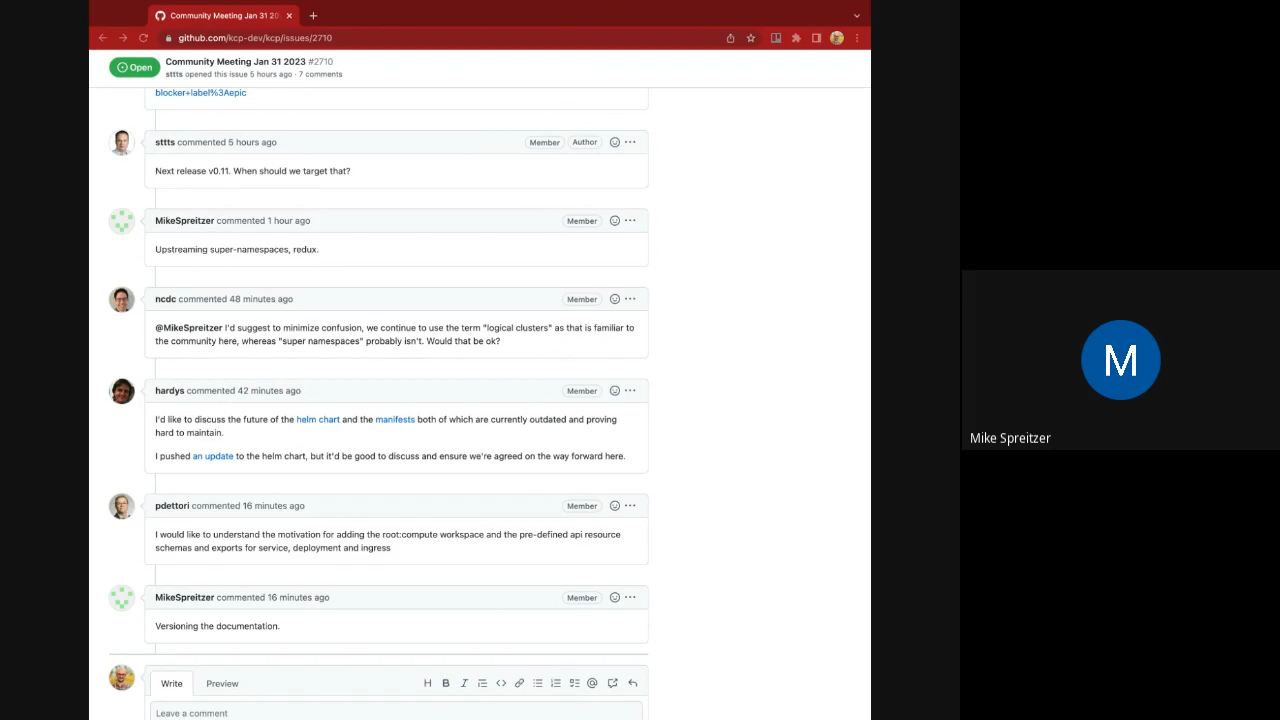 Community Meeting Jan 31 20
github.com/kcp-dev/kcp/issues/2710
Open
Community Meeting Jan 31 2023 #2710
sttts opened this issue 5 hours ago · 7 comments
blocker+label%3Aepic
sttts commented 5 hours ago
Member
Author
Next release v0.11. When should we target that?
MikeSpreitzer commented 1 hour ago
Member
Upstreaming super-namespaces, redux.
ncdc commented 48 minutes ago
Member
@MikeSpreitzer I'd suggest to minimize confusion, we continue to use the term "logical clusters" as that is familiar to
the community here, whereas "super namespaces" probably isn't. Would that be ok?
hardys commented 42 minutes ago
Member
I'd like to discuss the future of the helm chart and the manifests both of which are currently outdated and proving
hard to maintain.
I pushed an update to the helm chart, but it'd be good to discuss and ensure we're agreed on the way forward here.
pdettori commented 16 minutes ago
Member
I would like to understand the motivation for adding the root:compute workspace and the pre-defined api resource
schemas and exports for service, deployment and ingress
MikeSpreitzer commented 16 minutes ago
Member
Versioning the documentation.
Write
Preview
Leave a comment
M
Mike Spreitzer